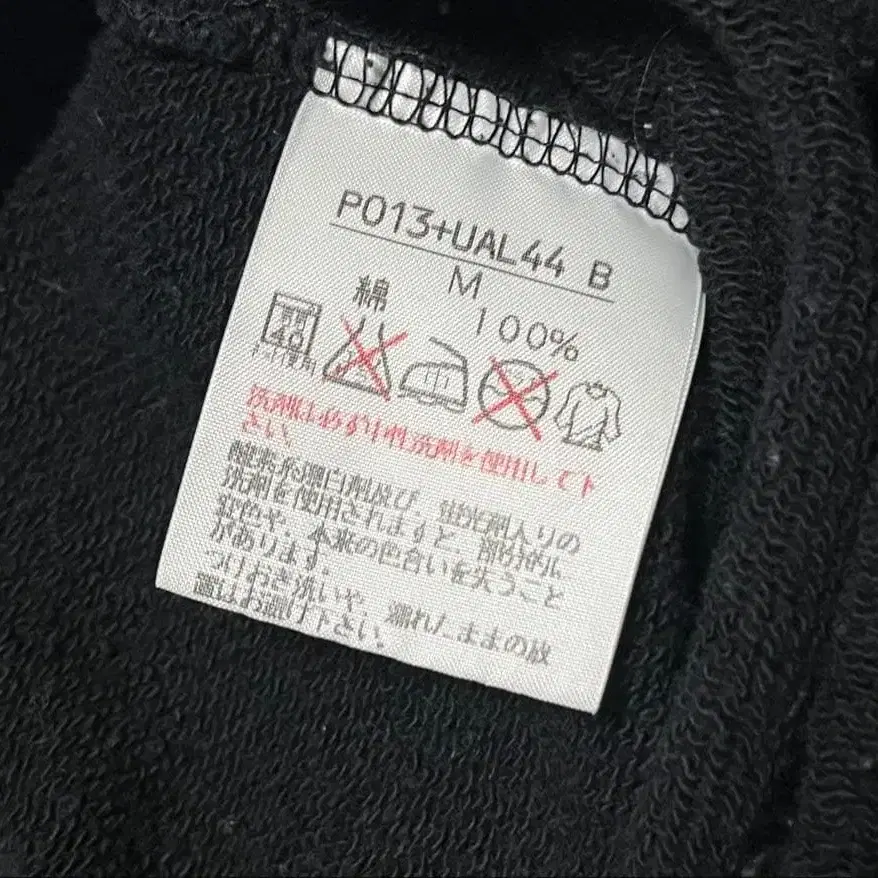 P013+UAL44 B
M
綿 100%
40
洗剤は必ず中性洗剤を使用して下
さい
酸素系漂白剤及び、蛍光剤入りの
洗剤を使用されますと、部分的に
変色や、本来の色合いを失うこと
があります。
つけおき洗いや、濡れたままの放
置はお避け下さい。